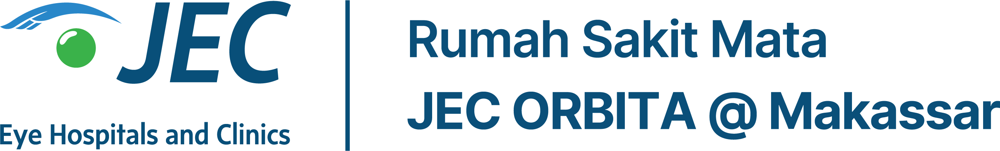 JEC
Eye Hospitals and Clinics
Rumah Sakit Mata
JEC ORBITA @ Makassar